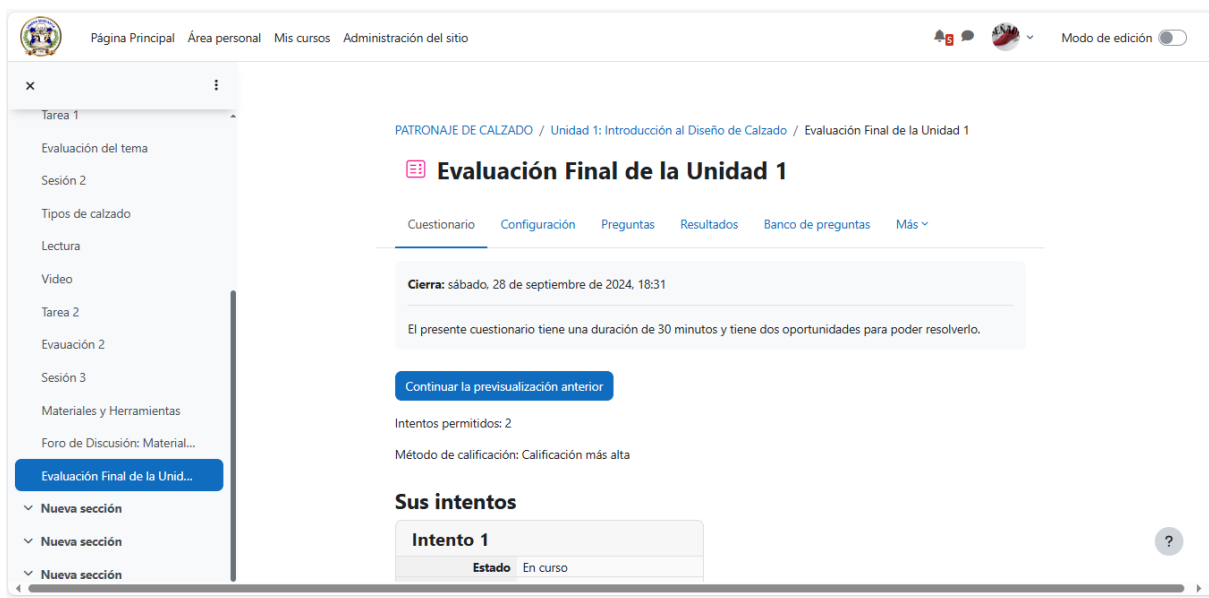 Página Principal Área personal Mis cursos Administración del sitio
5
Modo de edición
Tarea 1
Evaluación del tema
Sesión 2
Tipos de calzado
Lectura
Video
Tarea 2
Evauación 2
Sesión 3
Materiales y Herramientas
Foro de Discusión: Material...
Evaluación Final de la Unid...
Nueva sección
Nueva sección
Nueva sección
PATRONAJE DE CALZADO / Unidad 1: Introducción al Diseño de Calzado / Evaluación Final de la Unidad 1
Evaluación Final de la Unidad 1
Cuestionario Configuración Preguntas Resultados Banco de preguntas Más
Cierra: sábado, 28 de septiembre de 2024, 18:31
El presente cuestionario tiene una duración de 30 minutos y tiene dos oportunidades para poder resolverlo.
Continuar la previsualización anterior
Intentos permitidos: 2
Método de calificación: Calificación más alta
Sus intentos
Intento 1
Estado En curso
?